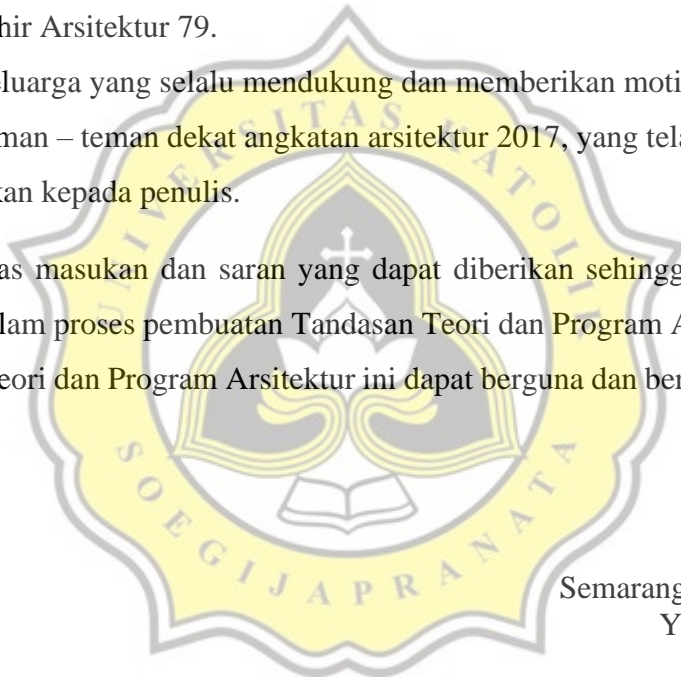 hir Arsitektur 79.
eluarga yang selalu mendukung dan memberikan moti
man – teman dekat angkatan arsitektur 2017, yang tela
kan kepada penulis.
as masukan dan saran yang dapat diberikan sehingg
lam proses pembuatan Tandasan Teori dan Program A
eori dan Program Arsitektur ini dapat berguna dan ber
Semarang
Y
UNIVERSITAS KATOLIK
SOEGIJAPRANATA